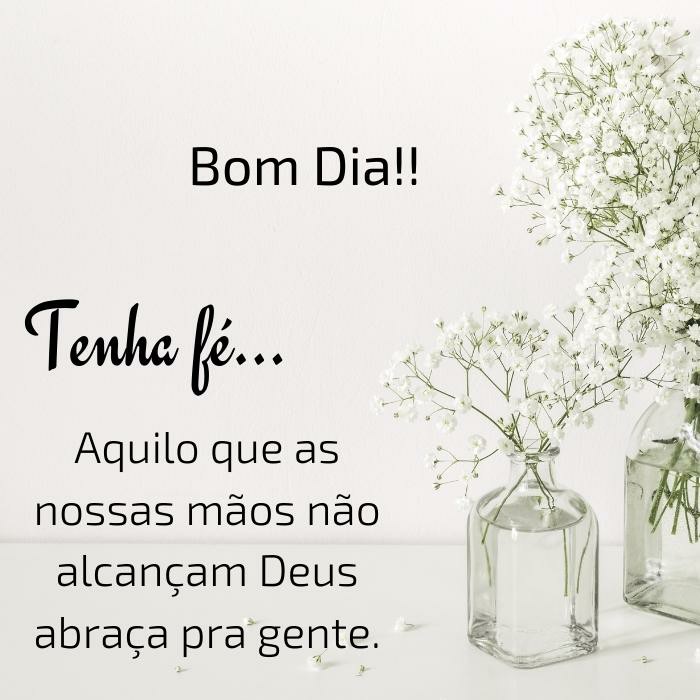 Bom Dia!!
Tenha fé...
Aquilo que as
nossas mãos não
alcançam Deus
abraça pra gente.